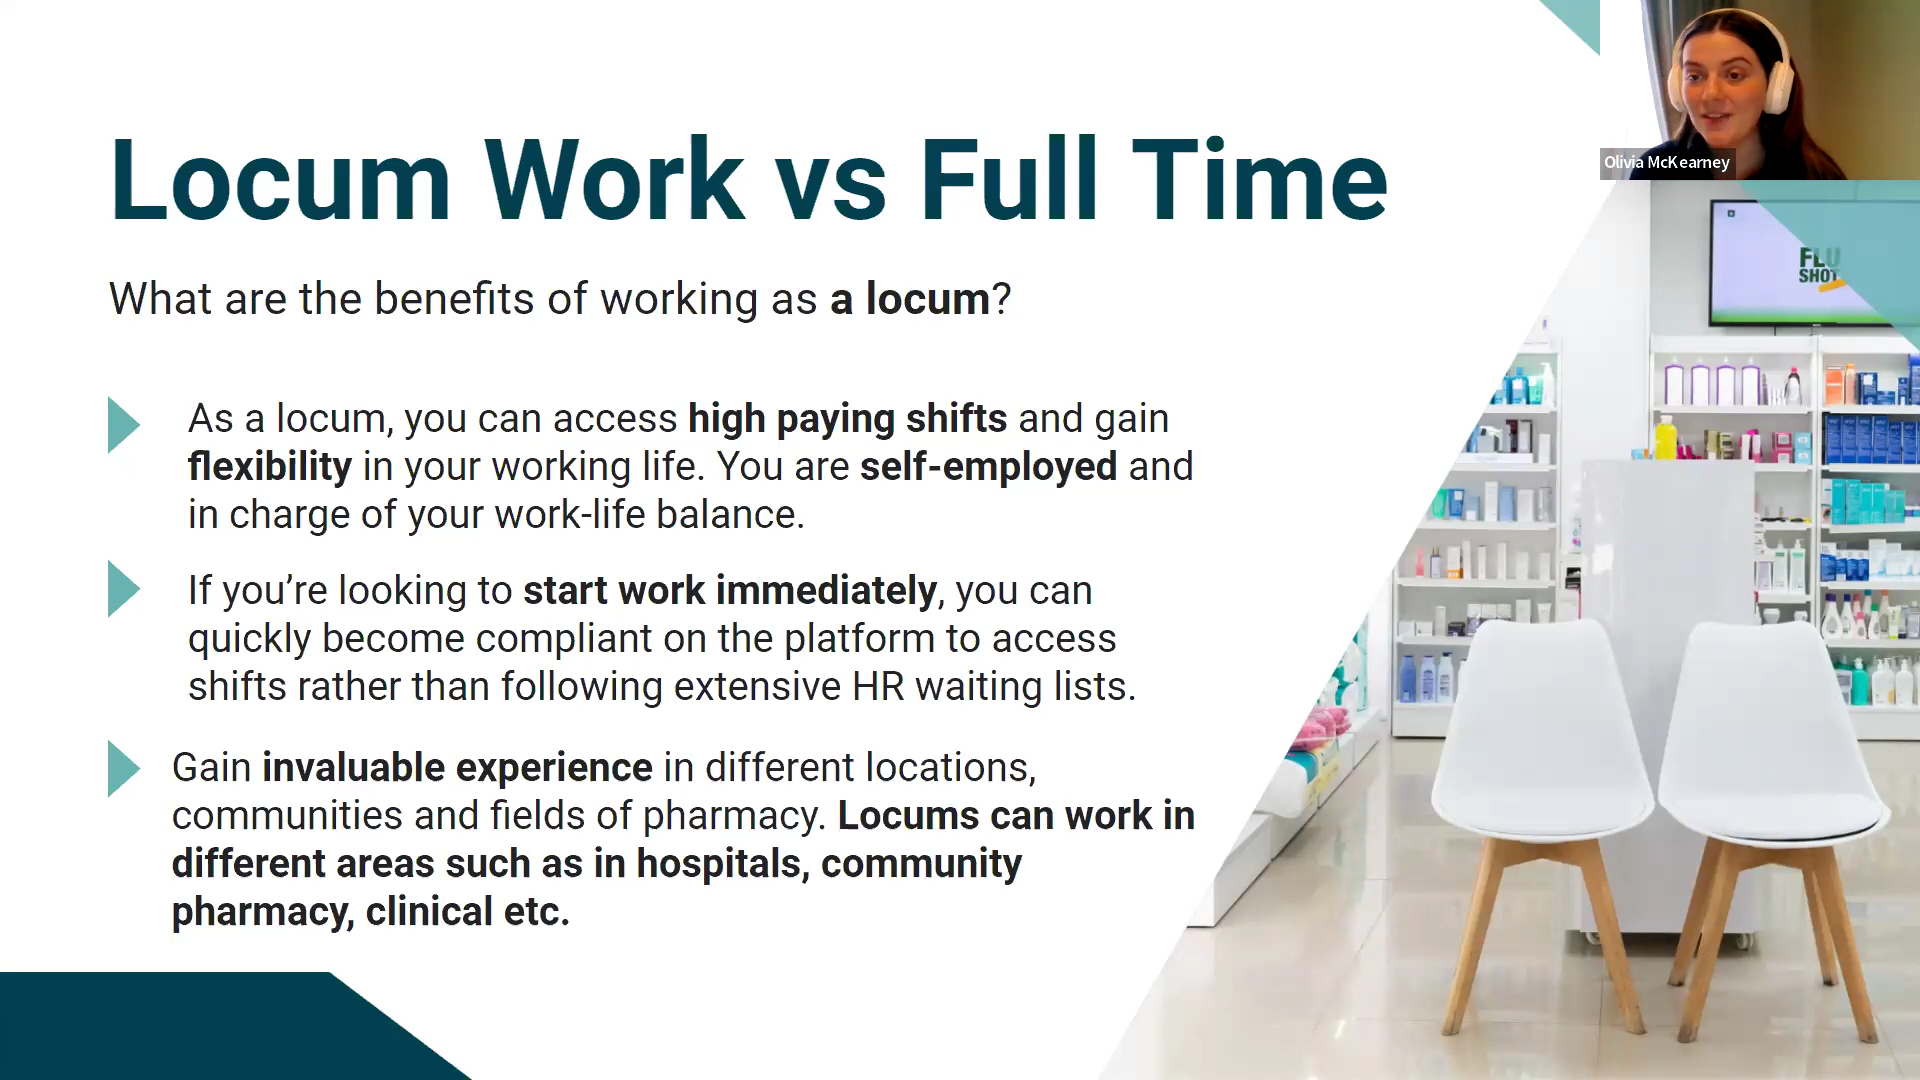 Locum Work vs Full Time
Olivia McKearney
What are the benefits of working as a locum?
FLU
SHOT
As a locum, you can access high paying shifts and gain
flexibility in your working life. You are self-employed and
in charge of your work-life balance.
If you’re looking to start work immediately, you can
quickly become compliant on the platform to access
shifts rather than following extensive HR waiting lists.
Gain invaluable experience in different locations,
communities and fields of pharmacy. Locums can work in
different areas such as in hospitals, community
pharmacy, clinical etc.